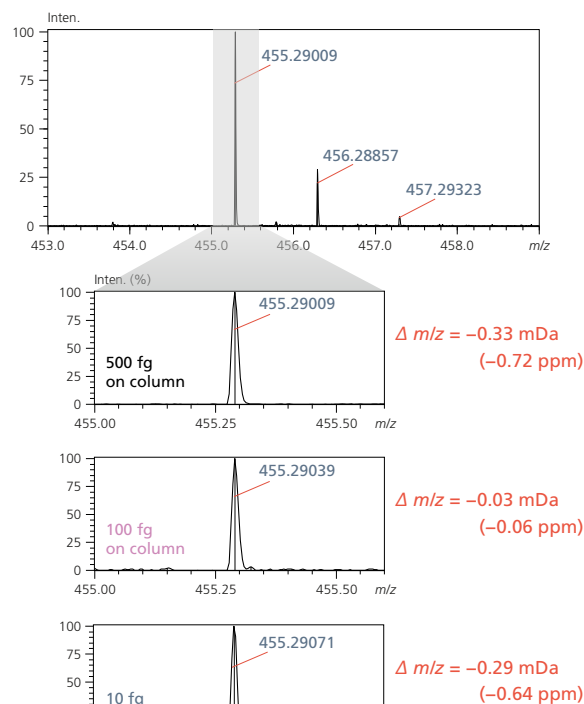 Inten.
100
455.29009
75
50
456.28857
25
457.29323
0
453.0 454.0 455.0 456.0 457.0 458.0 m/z
Inten. (%)
100
455.29009
75
Δ m/z = –0.33 mDa
(–0.72 ppm)
50
500 fg
25
on column
0
455.00 455.25 455.50 m/z
100
455.29039
75
Δ m/z = –0.03 mDa
(–0.06 ppm)
50
100 fg
25
on column
0
455.00 455.25 455.50 m/z
100
455.29071
75
Δ m/z = –0.29 mDa
(–0.64 ppm)
50
10 fg